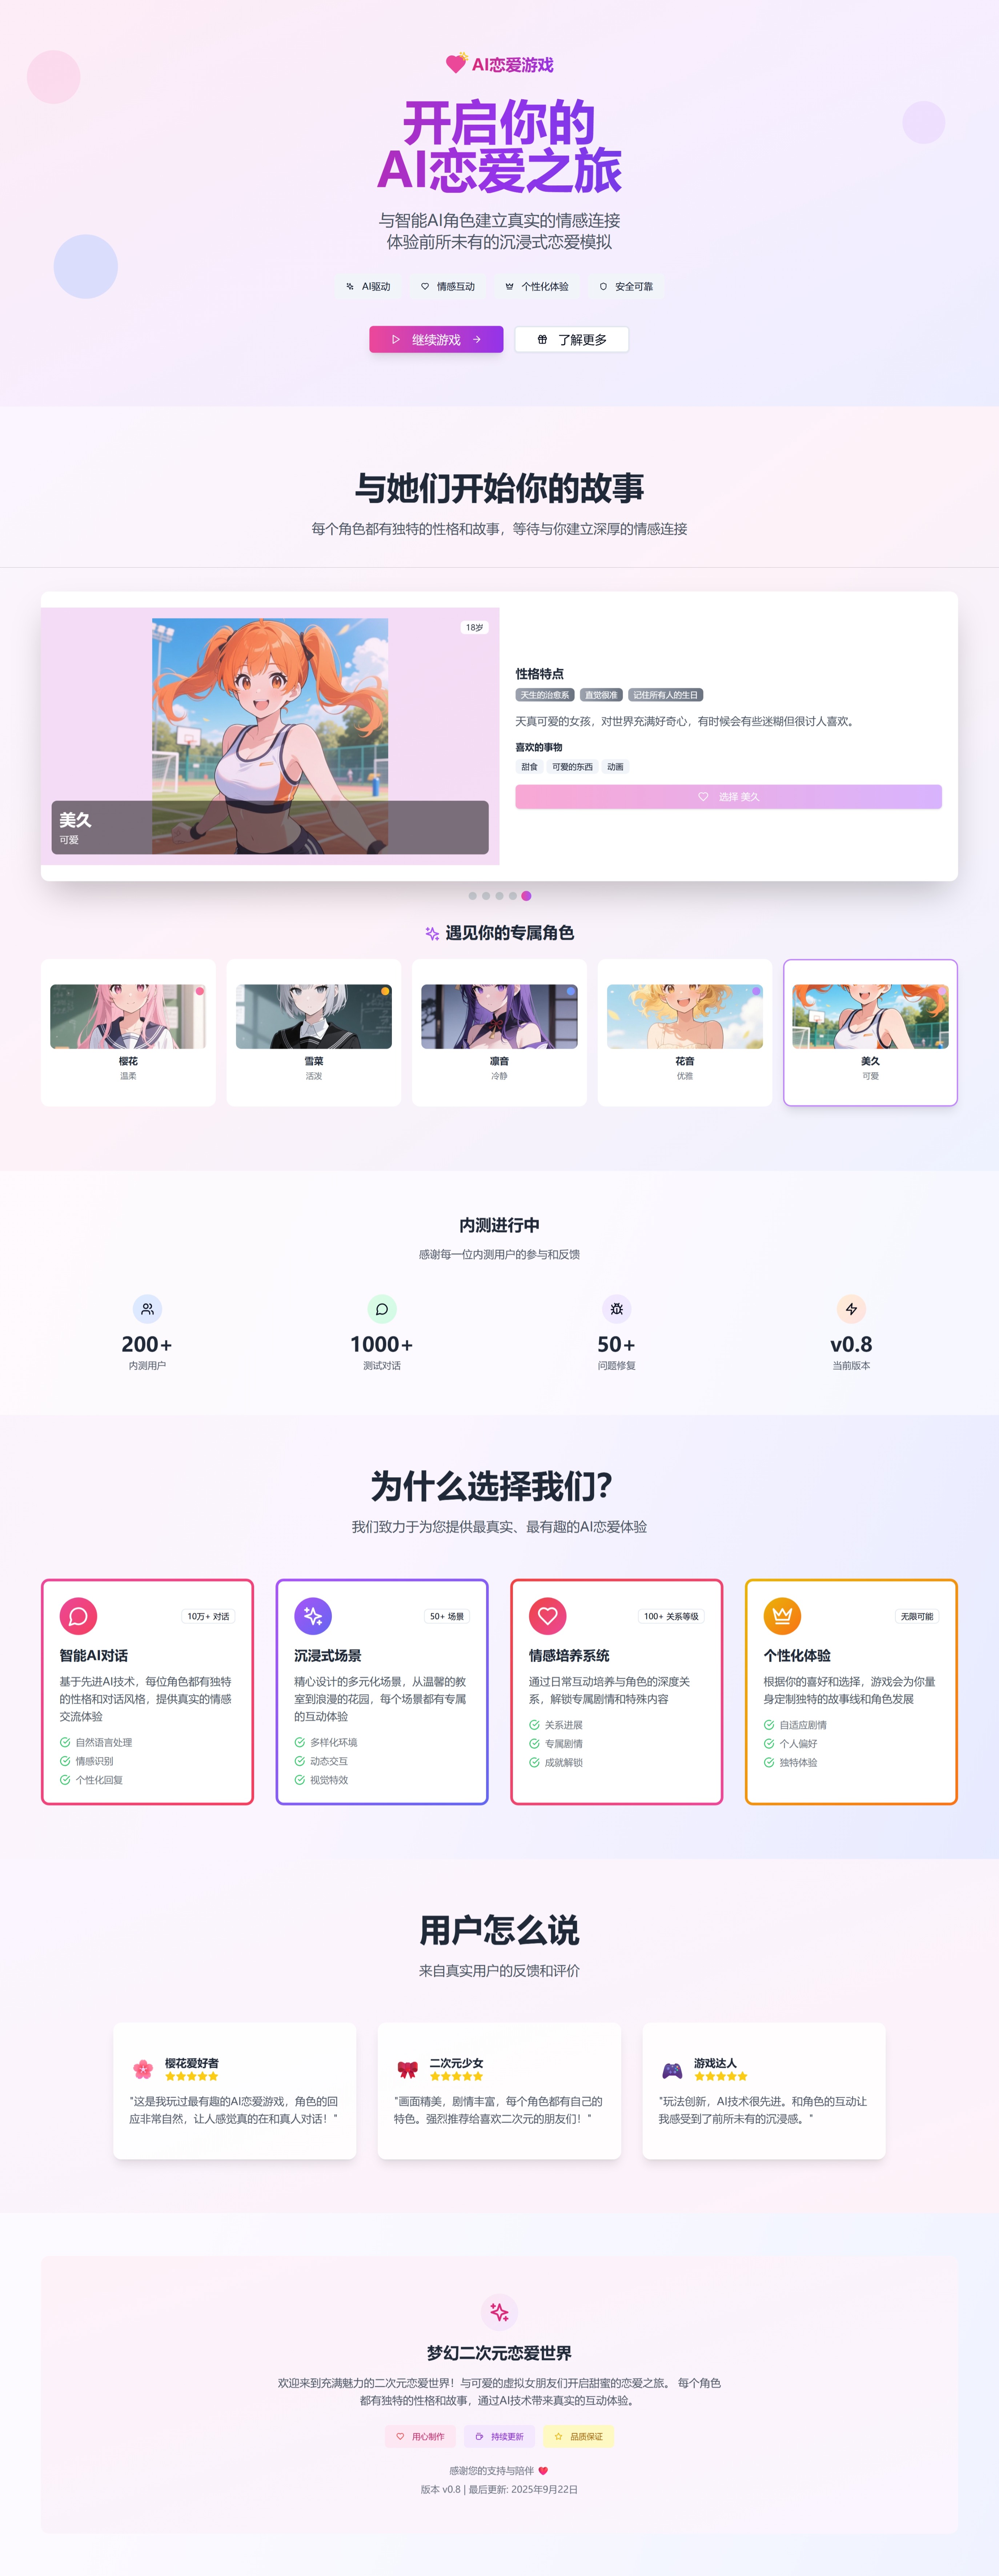 AI恋爱游戏
开启你的
AI恋爱之旅
与智能AI角色建立真实的情感连接
体验前所未有的沉浸式恋爱模拟
AI驱动
情感互动
个性化体验
安全可靠
继续游戏
了解更多
与她们开始你的故事
每个角色都有独特的性格和故事，等待与你建立深厚的情感连接
18岁
美久
可爱
性格特点
天生的治愈系
直觉很准
记住所有人的生日
天真可爱的女孩，对世界充满好奇心，有时候会有些迷糊但很讨人喜欢。
喜欢的事物
甜食
可爱的东西
动画
选择 美久
遇见你的专属角色
樱花
温柔
雪菜
活泼
凛音
冷静
花音
优雅
美久
可爱
内测进行中
感谢每一位内测用户的参与和反馈
200+
内测用户
1000+
测试对话
50+
问题修复
v0.8
当前版本
为什么选择我们？
我们致力于为您提供最真实、最有趣的AI恋爱体验
10万+ 对话
智能AI对话
基于先进AI技术，每位角色都有独特
的性格和对话风格，提供真实的情感
交流体验
自然语言处理
情感识别
个性化回复
50+ 场景
沉浸式场景
精心设计的多元化场景，从温馨的教
室到浪漫的花园，每个场景都有专属
的互动体验
多样化环境
动态交互
视觉特效
100+ 关系等级
情感培养系统
通过日常互动培养与角色的深度关
系，解锁专属剧情和特殊内容
关系进展
专属剧情
成就解锁
无限可能
个性化体验
根据你的喜好和选择，游戏会为你量
身定制独特的故事线和角色发展
自适应剧情
个人偏好
独特体验
用户怎么说
来自真实用户的反馈和评价
樱花爱好者
"这是我玩过最有趣的AI恋爱游戏，角色的回
应非常自然，让人感觉真的在和真人对话！"
二次元少女
"画面精美，剧情丰富，每个角色都有自己的
特色。强烈推荐给喜欢二次元的朋友们！"
游戏达人
"玩法创新，AI技术很先进。和角色的互动让
我感受到了前所未有的沉浸感。"
梦幻二次元恋爱世界
欢迎来到充满魅力的二次元恋爱世界！与可爱的虚拟女朋友们开启甜蜜的恋爱之旅。 每个角色
都有独特的性格和故事，通过AI技术带来真实的互动体验。
用心制作
持续更新
品质保证
感谢您的支持与陪伴
版本 v0.8 | 最后更新: 2025年9月22日